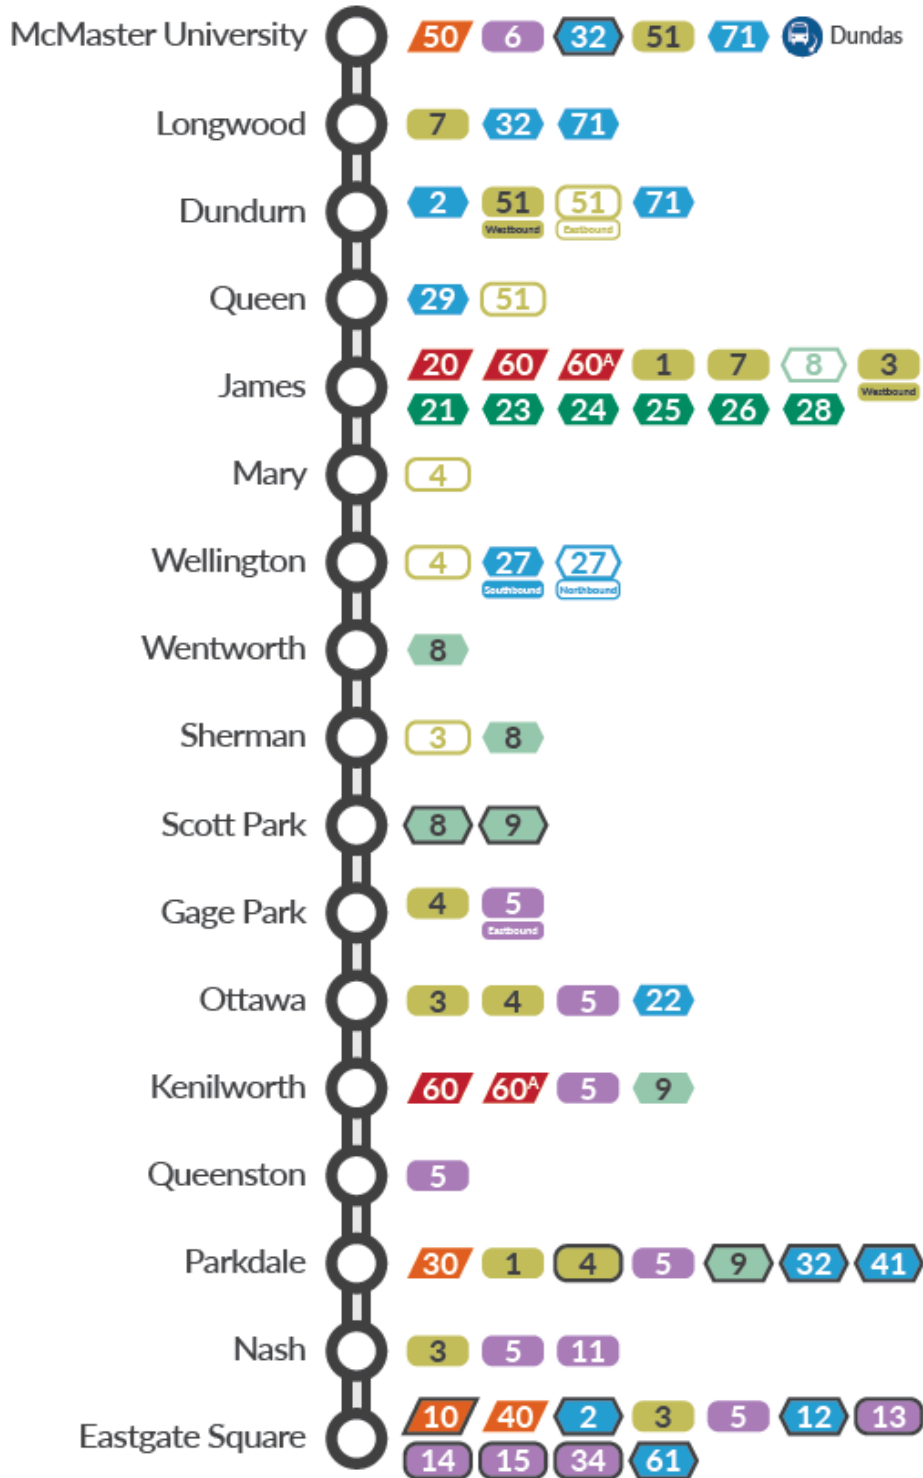 McMaster University 50 6 32 51 71 Dundas
Longwood 7 32 71
Dundurn 2 51 51 71
Westbound Eastbound
Queen 29 51
James 20 60 60A 1 7 8 3
Westbound
21 23 24 25 26 28
Mary 4
Wellington 4 27 27
Southbound Northbound
Wentworth 8
Sherman 3 8
Scott Park 8 9
Gage Park 4 5
Eastbound
Ottawa 3 4 5 22
Kenilworth 60 60A 5 9
Queenston 5
Parkdale 30 1 4 5 9 32 41
Nash 3 5 11
Eastgate Square 10 40 2 3 5 12 13
14 15 34 61